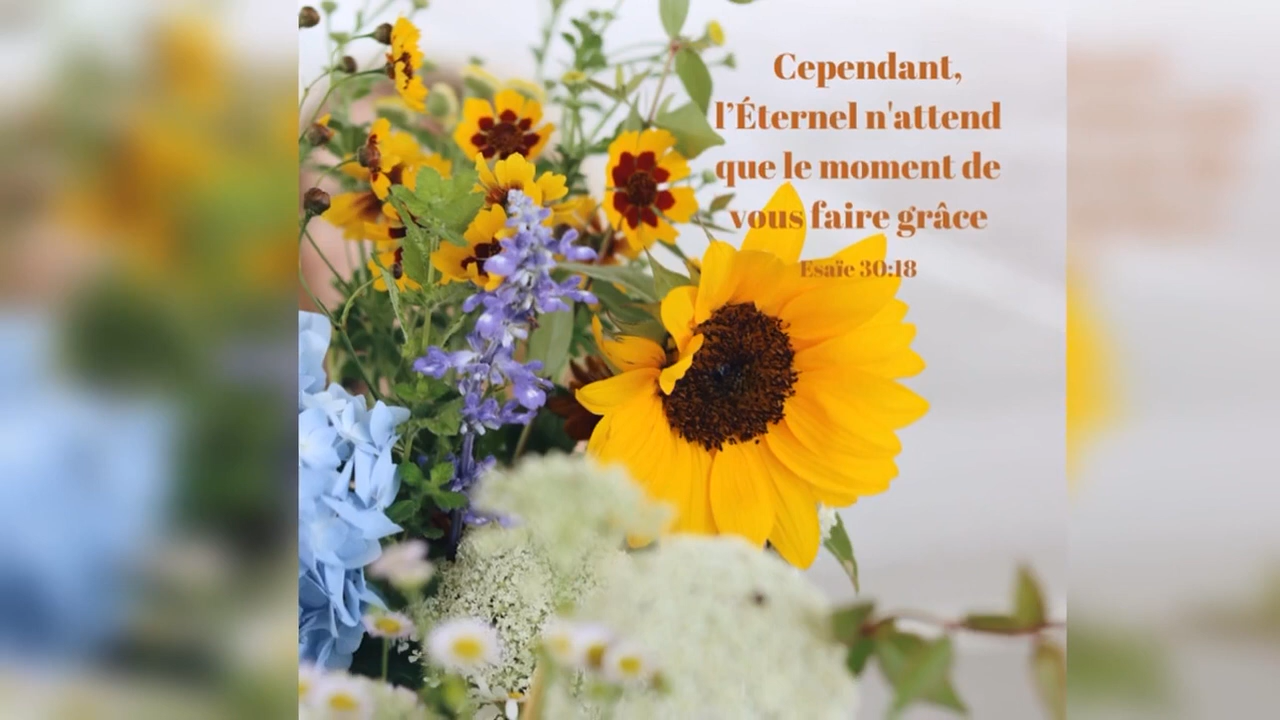 Cependant,
l’Éternel n'attend
que le moment de
vous faire grâce
Esaïe 30:18